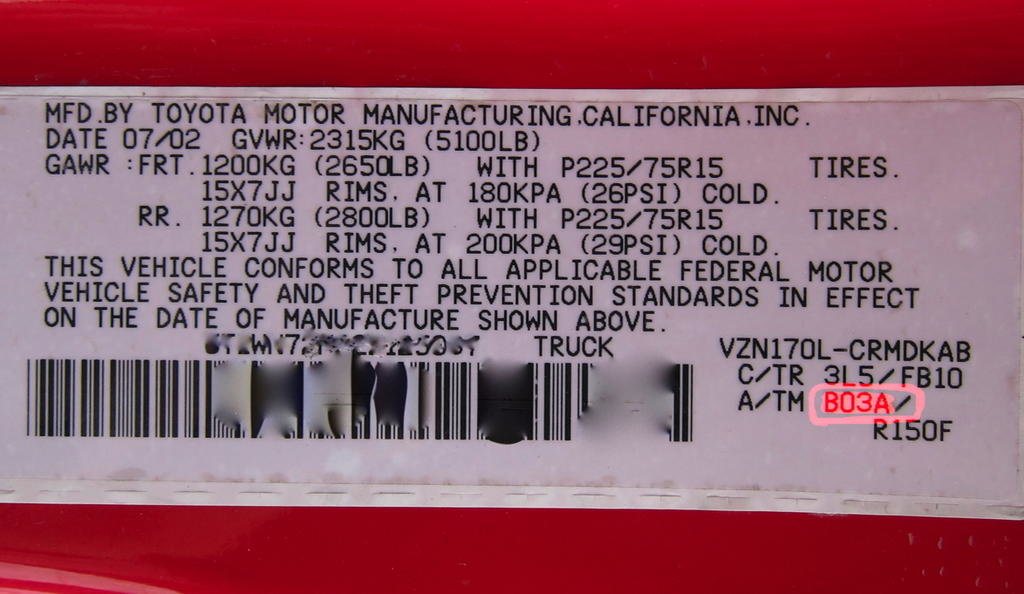 MFD.BY TOYOTA MOTOR MANUFACTURING,CALIFORNIA,INC.
DATE 07/02 GVWR:2315KG (5100LB)
GAWR :FRT. 1200KG (2650LB) WITH P225/75R15 TIRES.
15X7JJ RIMS, AT 180KPA (26PSI) COLD.
RR. 1270KG (2800LB) WITH P225/75R15 TIRES.
15X7JJ RIMS, AT 200KPA (29PSI) COLD.
THIS VEHICLE CONFORMS TO ALL APPLICABLE FEDERAL MOTOR
VEHICLE SAFETY AND THEFT PREVENTION STANDARDS IN EFFECT
ON THE DATE OF MANUFACTURE SHOWN ABOVE.
TRUCK VZN170L-CRMDKAB
C/TR 3L5/FB10
A/TM B03A/
R150F